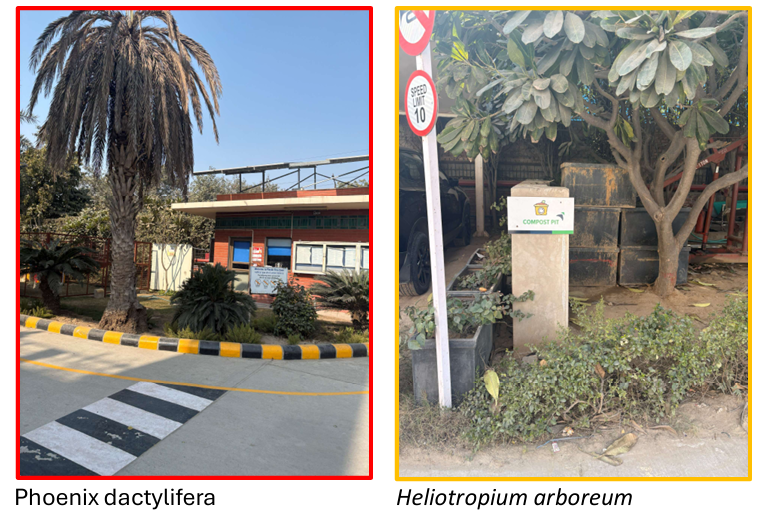 SPEED
LIMIT
10
COMPOST PIT
Phoenix dactylifera
Heliotropium arboreum